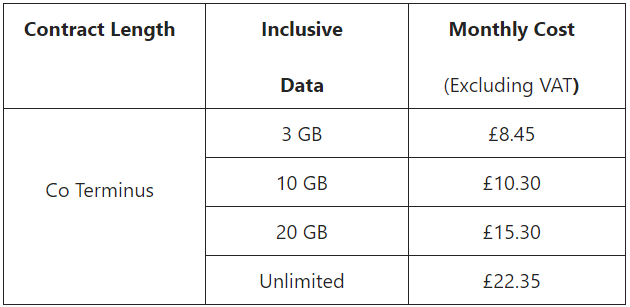 Contract Length
Inclusive
Data
Monthly Cost
(Excluding VAT)
Co Terminus
3 GB
£8.45
10 GB
£10.30
20 GB
£15.30
Unlimited
£22.35